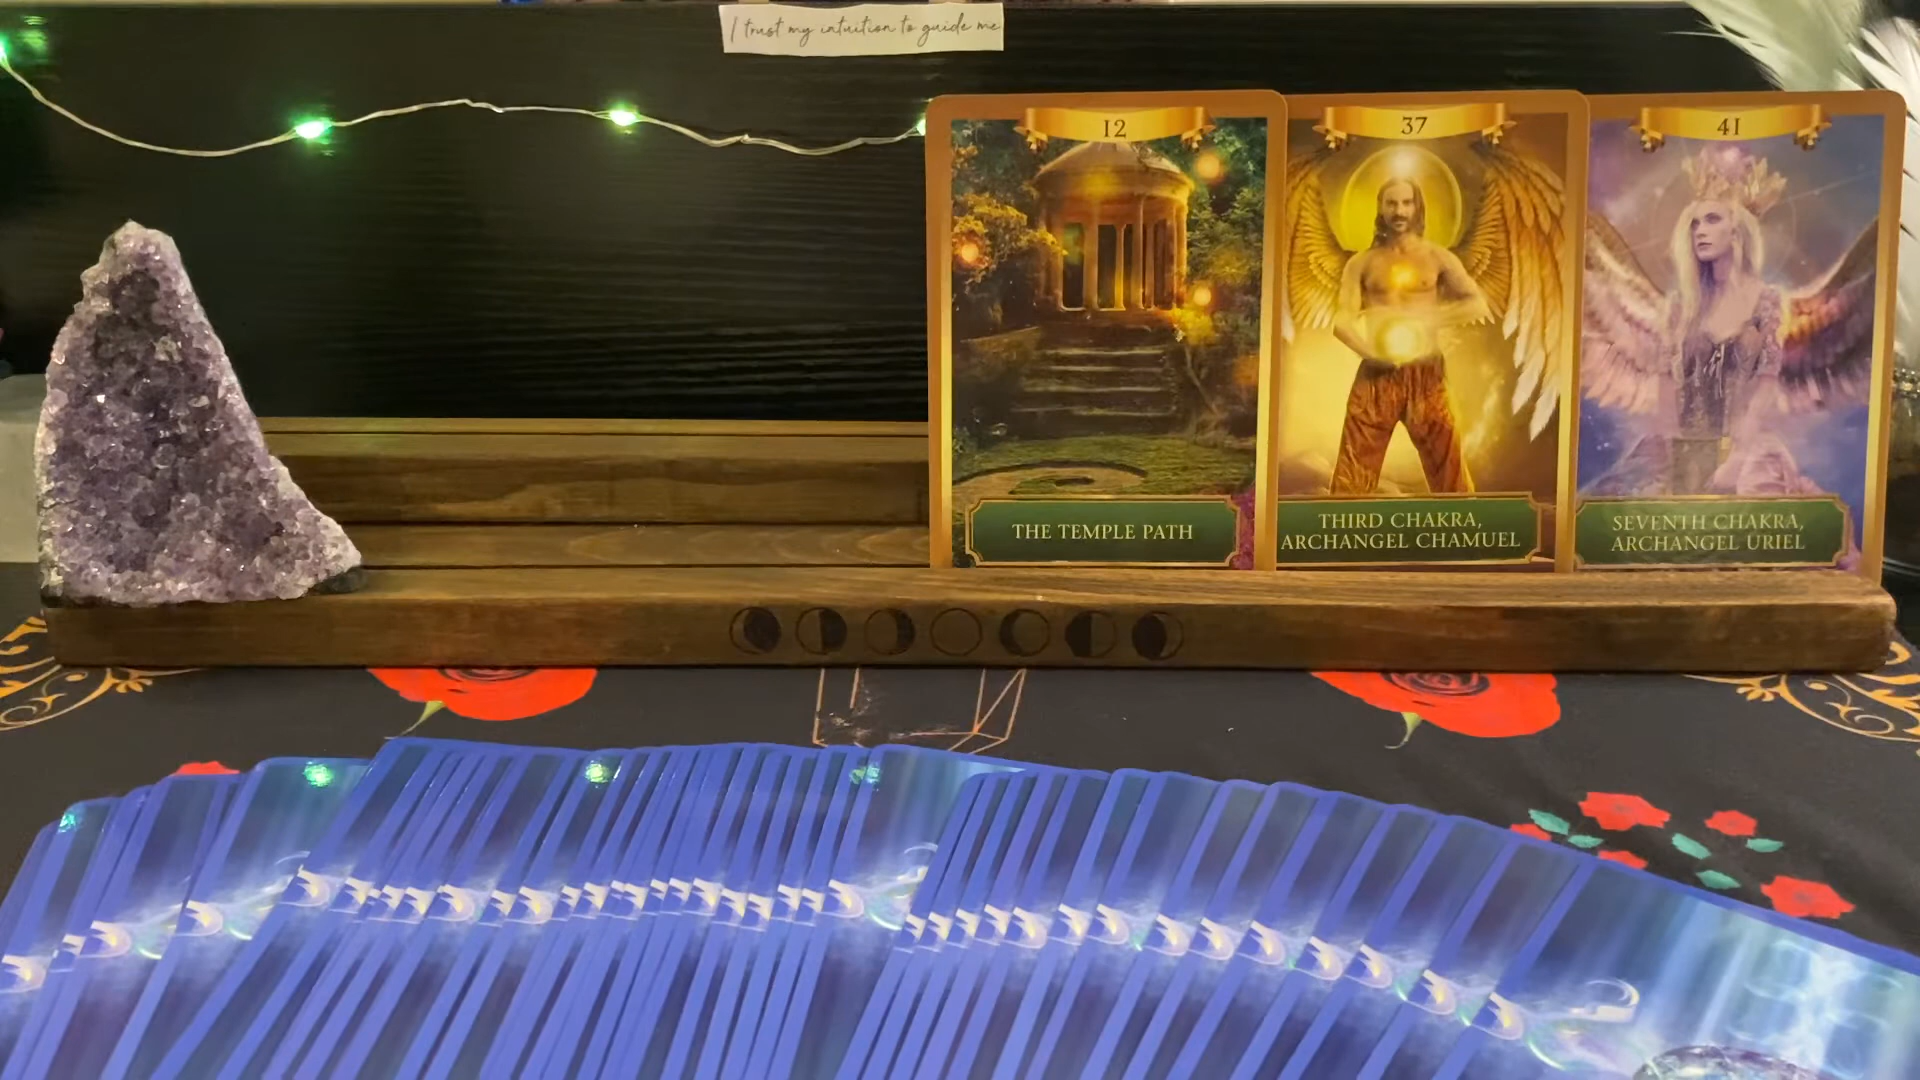 I trust my intuition to guide me
12
THE TEMPLE PATH
37
THIRD CHAKRA,
ARCHANGEL CHAMUEL
41
SEVENTH CHAKRA,
ARCHANGEL URIEL